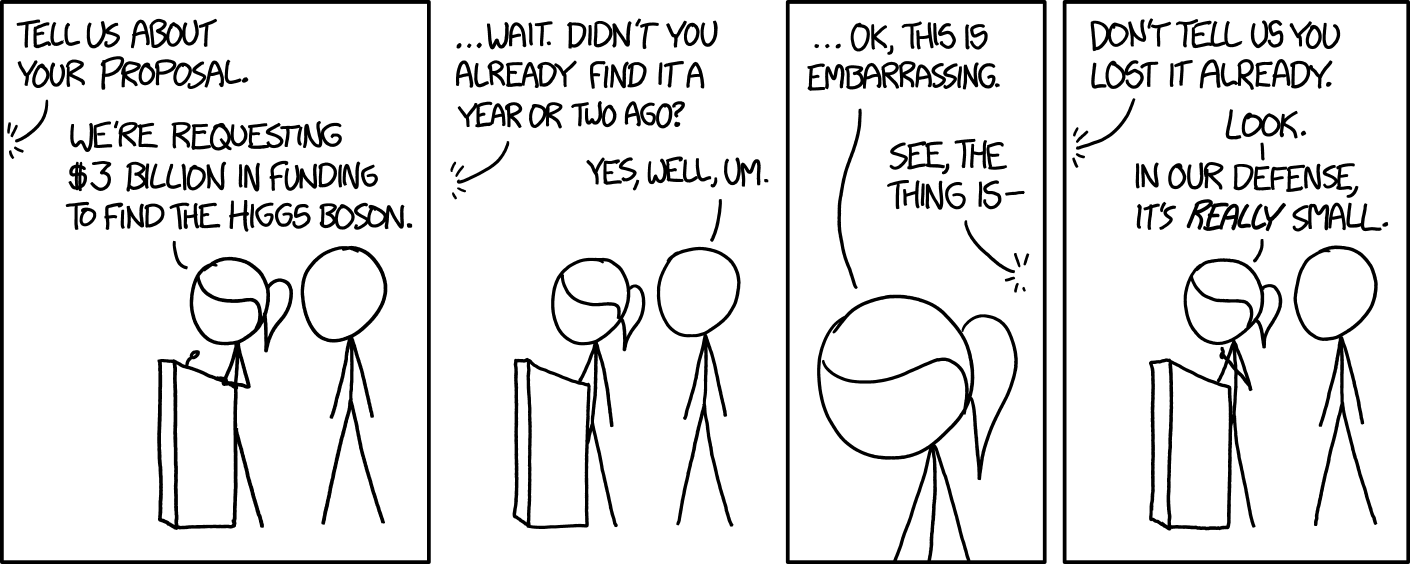 TELL US ABOUT
YOUR PROPOSAL.
WE'RE REQUESTING
$3 BILLION IN FUNDING
TO FIND THE HIGGS BOSON.
...WAIT. DIDN'T YOU
ALREADY FIND IT A
YEAR OR TWO AGO?
YES, WELL, UM.
... OK, THIS IS
EMBARRASSING.
SEE, THE
THING IS—
DON'T TELL US YOU
LOST IT ALREADY.
LOOK.
IN OUR DEFENSE,
IT'S REALLY SMALL.